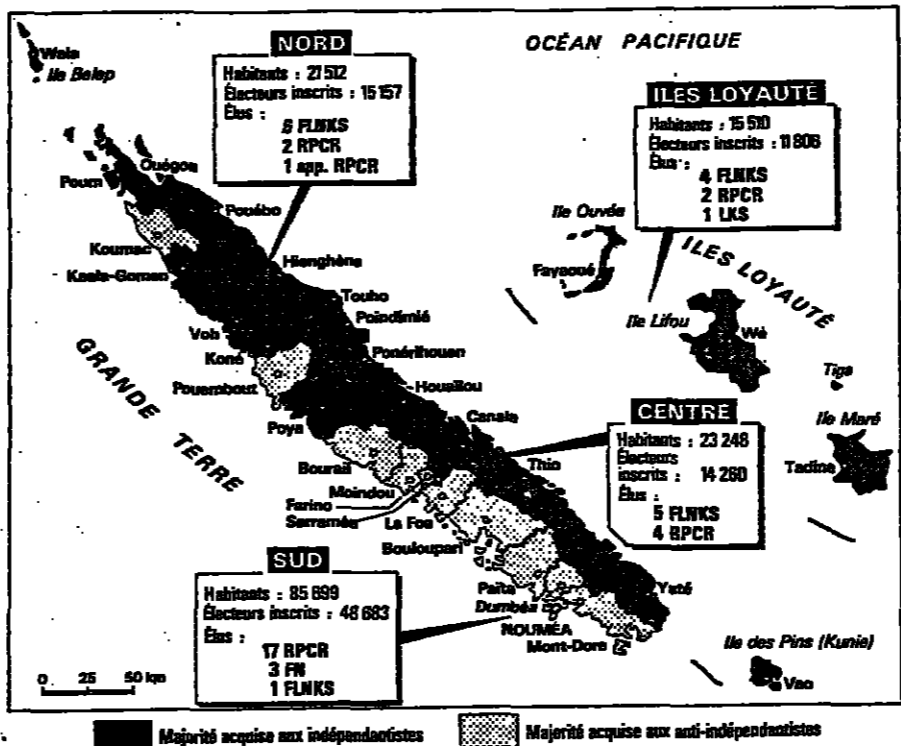 OCÉAN PACIFIQUE
Wala
Ile Belep
NORD
Habitants : 21 512
Électeurs inscrits : 15 157
Élus :
6 FLNKS
2 RPCR
1 app. RPCR
ILES LOYAUTÉ
Habitants : 15 510
Électeurs inscrits : 11 808
Élus :
4 FLNKS
2 RPCR
1 LKS
Ouégoa
Poum
Pouébo
Koumac
Kaala-Gomen
Hienghène
Touho
Poindimié
Voh
Koné
Ponérihouen
Pouembout
Houaïlou
Poya
Canala
Thio
Bourail
Moindou
Farino
Sarraméa
La Foa
Bouloupari
Païta
Dumbéa
NOUMÉA
Mont-Dore
Yaté
GRANDE TERRE
Ile Ouvéa
Fayaoué
ILES LOYAUTÉ
Ile Lifou
Wé
Tiga
Ile Maré
Tadine
CENTRE
Habitants : 23 248
Électeurs
inscrits : 14 260
Élus :
5 FLNKS
4 RPCR
SUD
Habitants : 85 699
Électeurs inscrits : 48 683
Élus :
17 RPCR
3 FN
1 FLNKS
Ile des Pins (Kunie)
Vao
0 25 50 km
Majorité acquise aux indépendantistes
Majorité acquise aux anti-indépendantistes